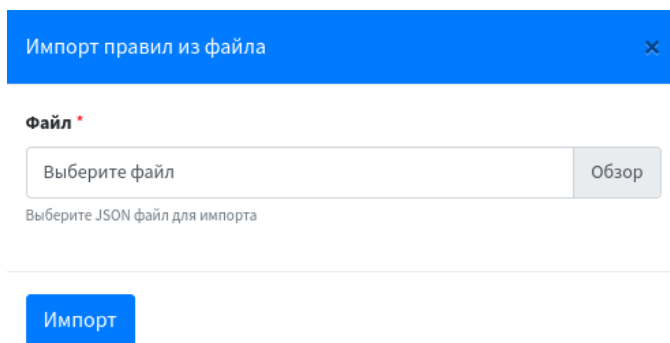 Импорт правил из файла ×
Файл *
Выберите файл Обзор
Выберите JSON файл для импорта
Импорт